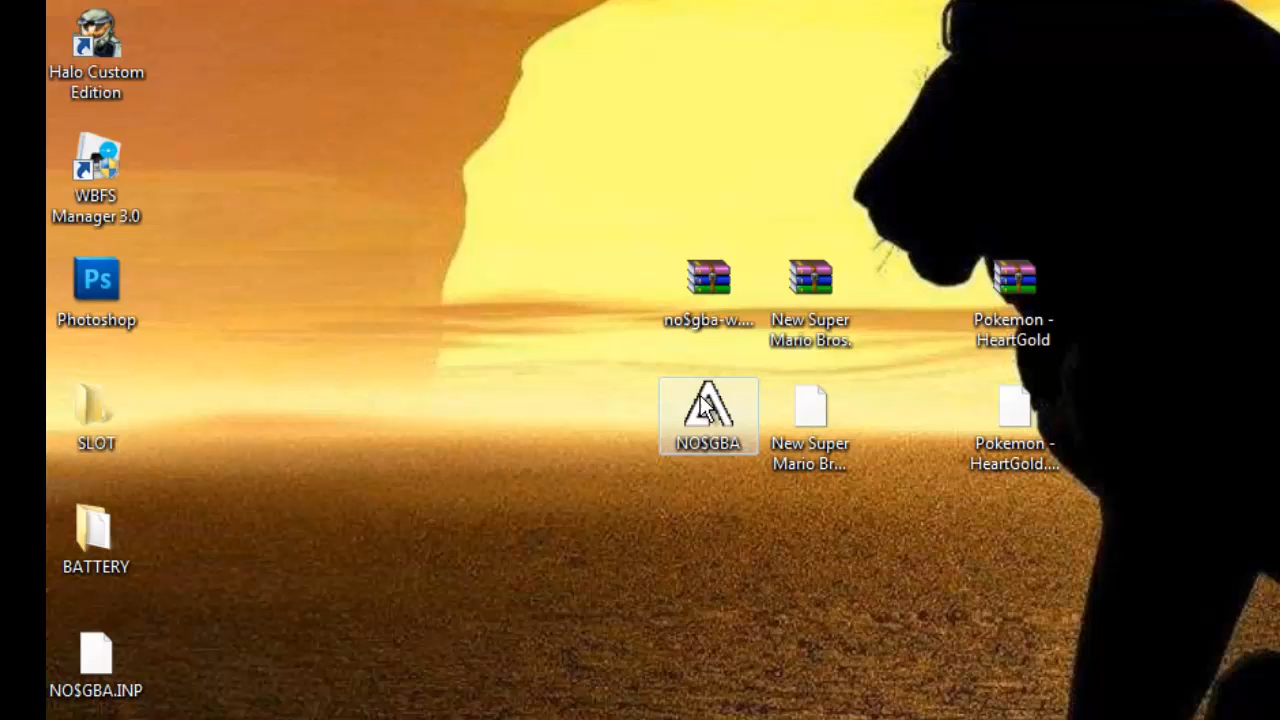 Halo Custom
Edition
WBFS
Manager 3.0
Ps
Photoshop
SLOT
BATTERY
NO$GBA.INP
no$gba-w....
New Super
Mario Bros.
Pokemon -
HeartGold
NO$GBA
New Super
Mario Br...
Pokemon -
HeartGold....